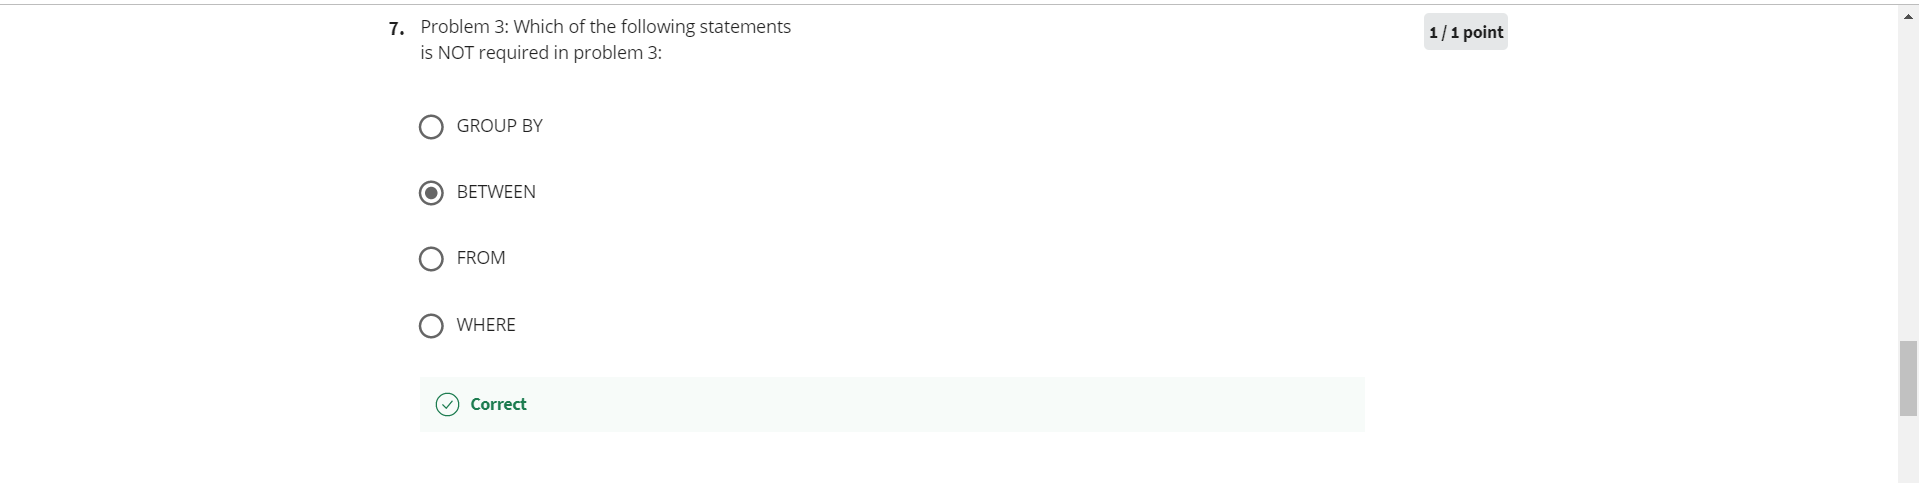 7. Problem 3: Which of the following statements
is NOT required in problem 3:
1 / 1 point
GROUP BY
BETWEEN
FROM
WHERE
Correct